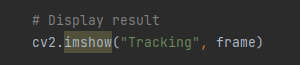 # Display result
cv2.imshow("Tracking", frame)